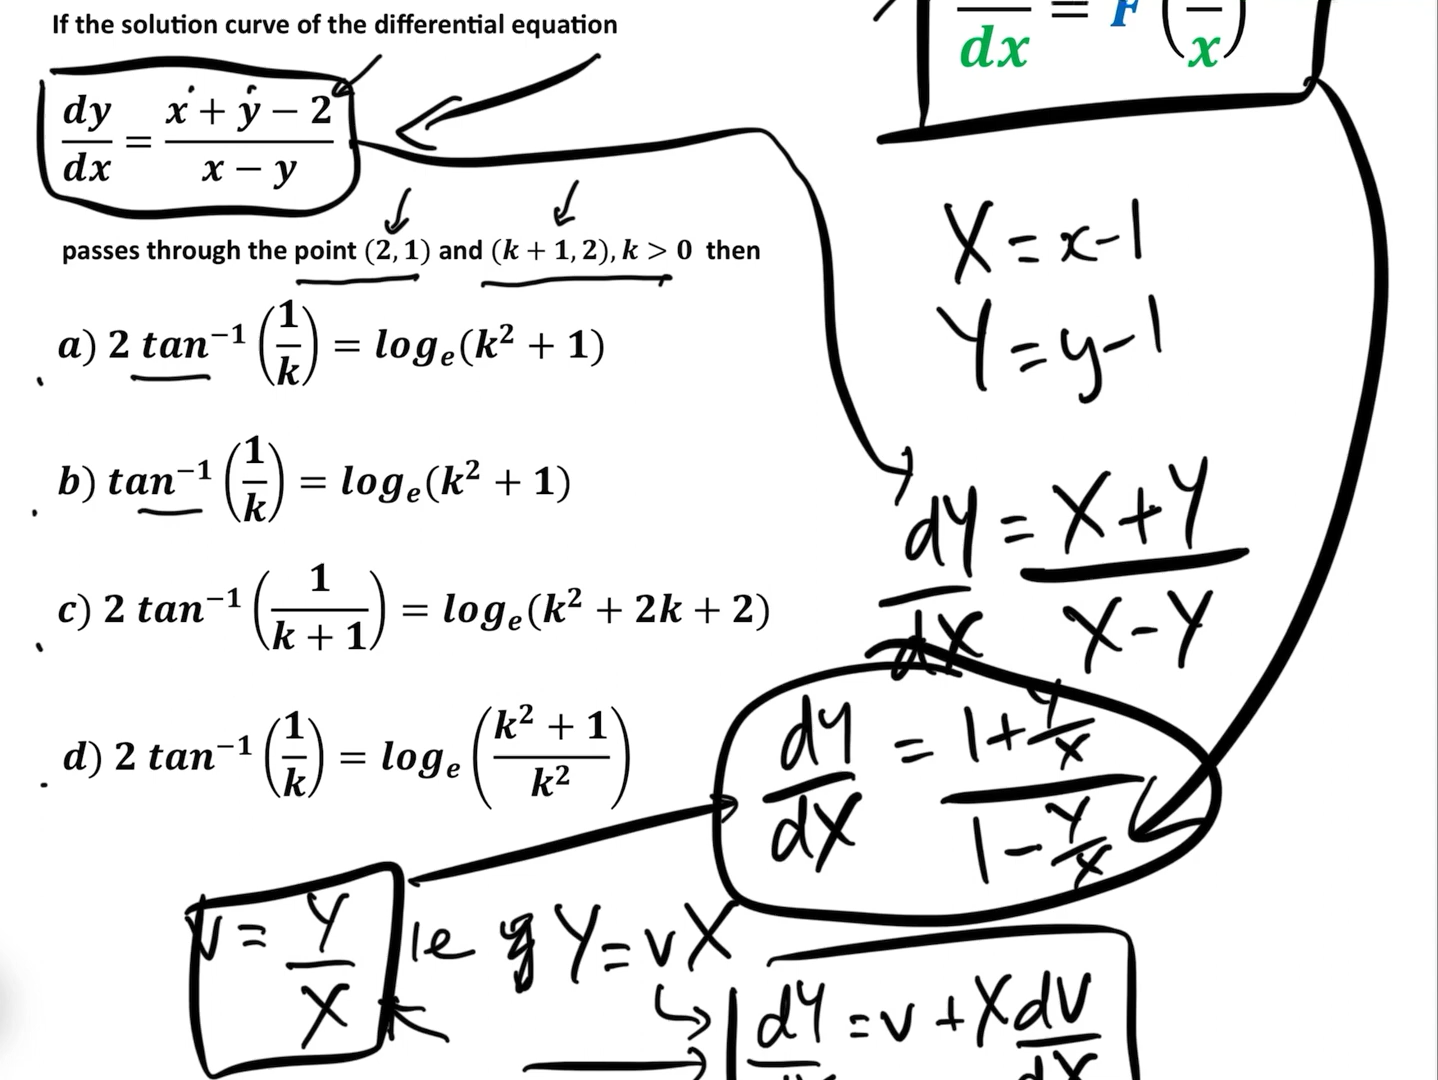 If the solution curve of the differential equation
dy/dx = (x + y − 2)/(x − y)
passes through the point (2, 1) and (k + 1, 2), k > 0 then
a) 2 tan⁻¹(1/k) = logₑ(k² + 1)
b) tan⁻¹(1/k) = logₑ(k² + 1)
c) 2 tan⁻¹(1/(k + 1)) = logₑ(k² + 2k + 2)
d) 2 tan⁻¹(1/k) = logₑ((k² + 1)/k²)
dx = F(/x)
X = x-1
Y = y-1
dY/dX = (X+Y)/(X-Y)
dY/dX = (1+Y/X)/(1-Y/X)
v = Y/X ie Y = vX
dY = v + X dv/dX